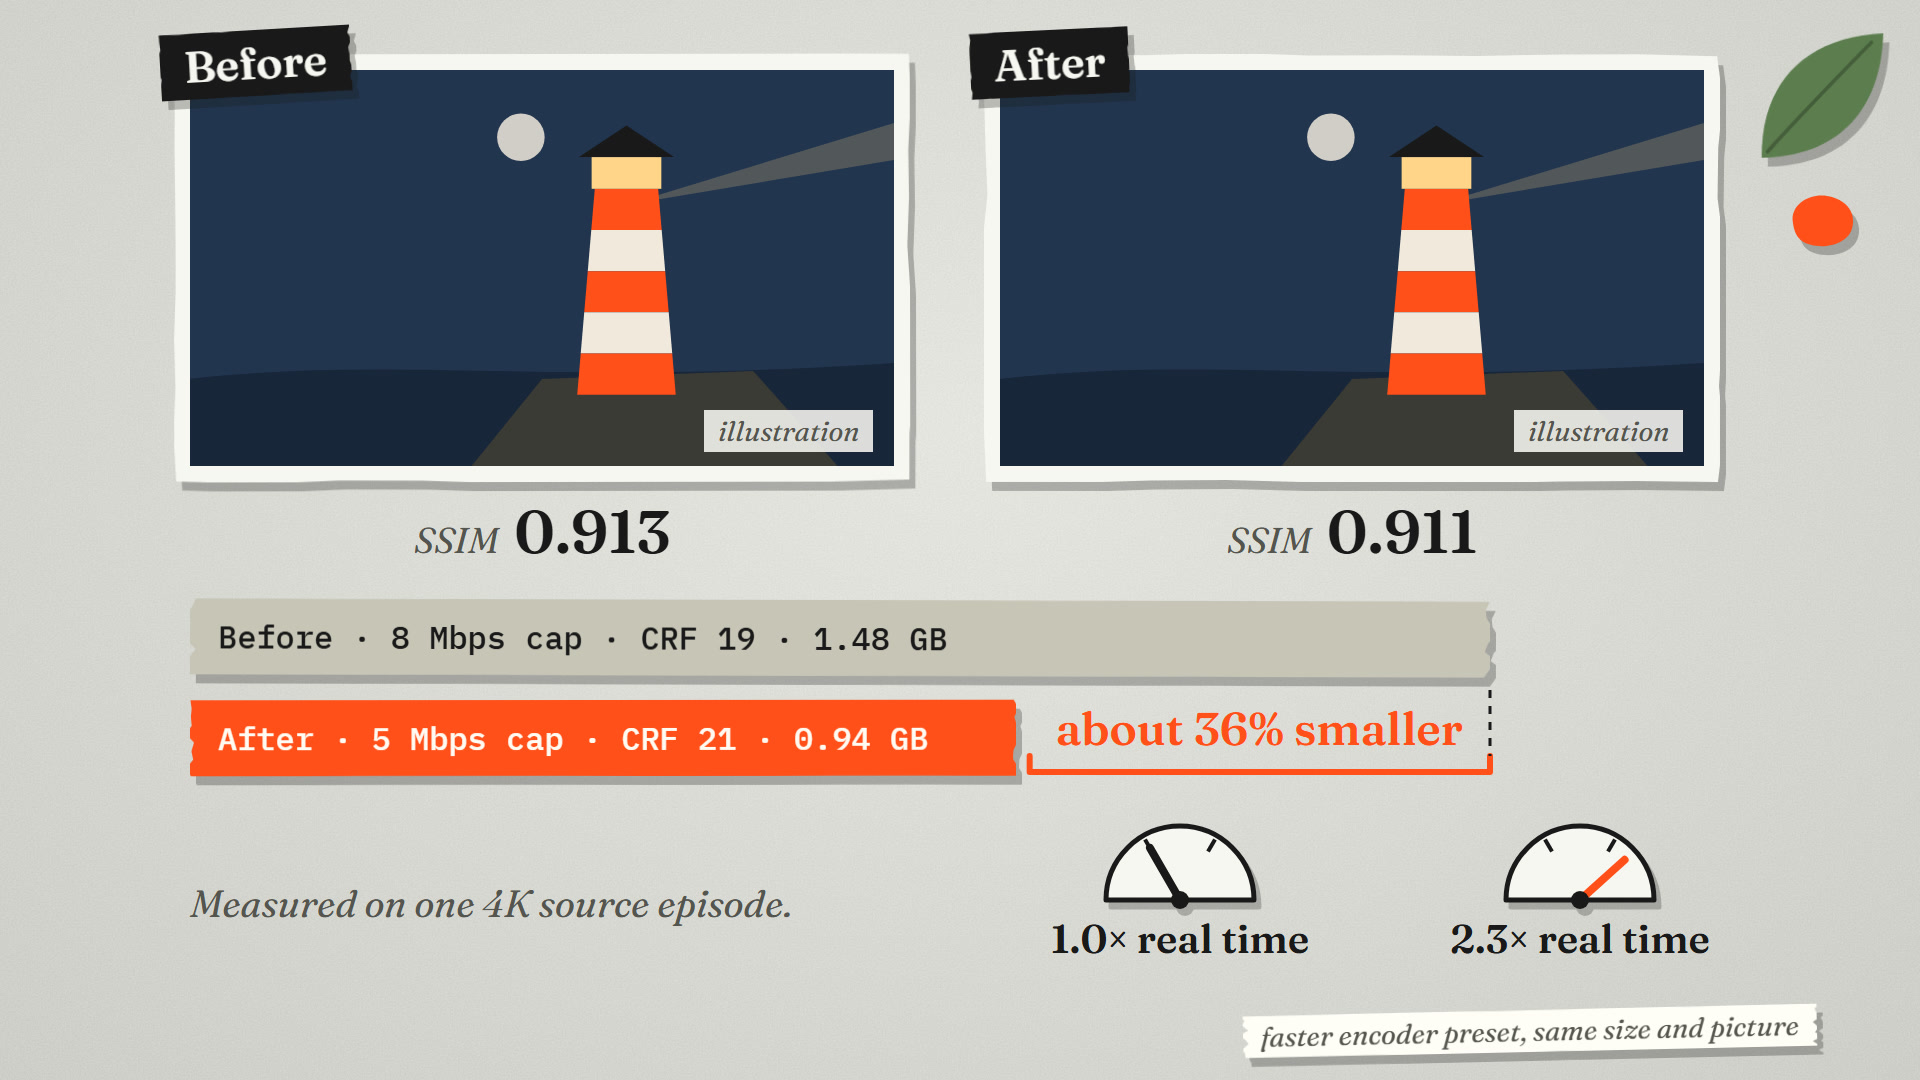 Before
After
illustration
illustration
SSIM 0.913
SSIM 0.911
Before · 8 Mbps cap · CRF 19 · 1.48 GB
After · 5 Mbps cap · CRF 21 · 0.94 GB
about 36% smaller
Measured on one 4K source episode.
1.0× real time
2.3× real time
faster encoder preset, same size and picture